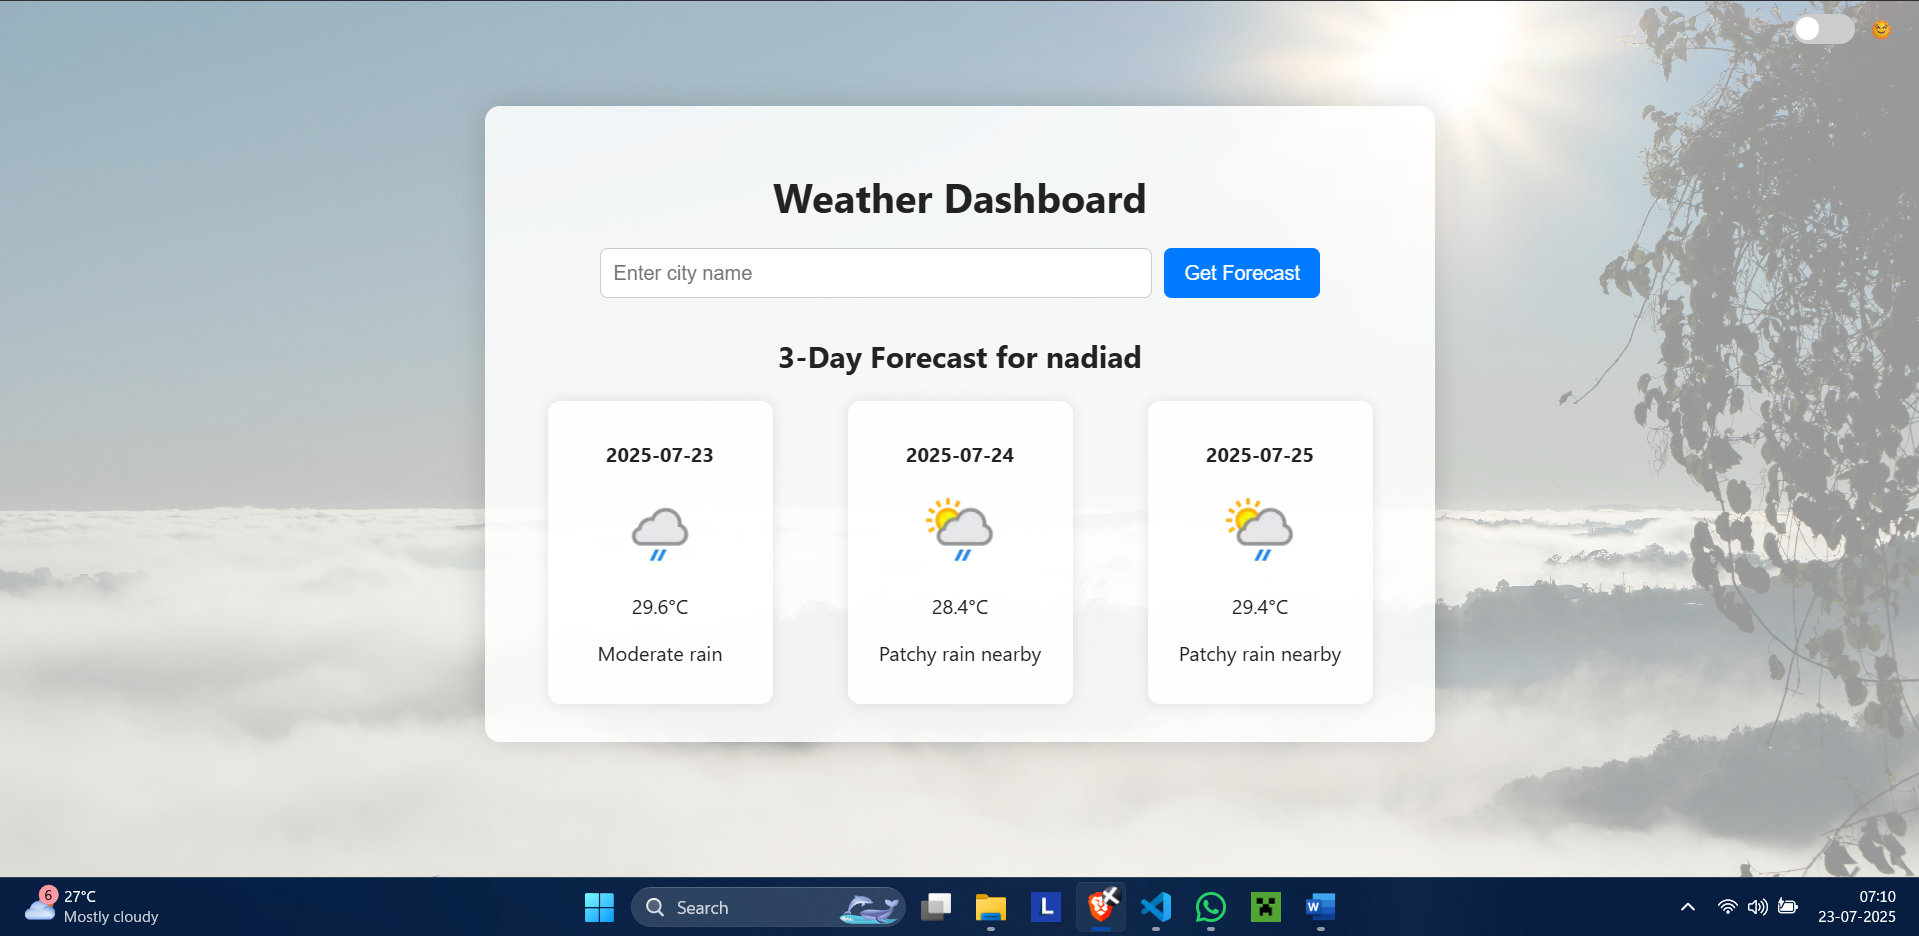 Weather Dashboard
Enter city name
Get Forecast
3-Day Forecast for nadiad
2025-07-23
2025-07-24
2025-07-25
29.6°C
28.4°C
29.4°C
Moderate rain
Patchy rain nearby
Patchy rain nearby
6
27°C
Mostly cloudy
Search
L
W
07:10
23-07-2025